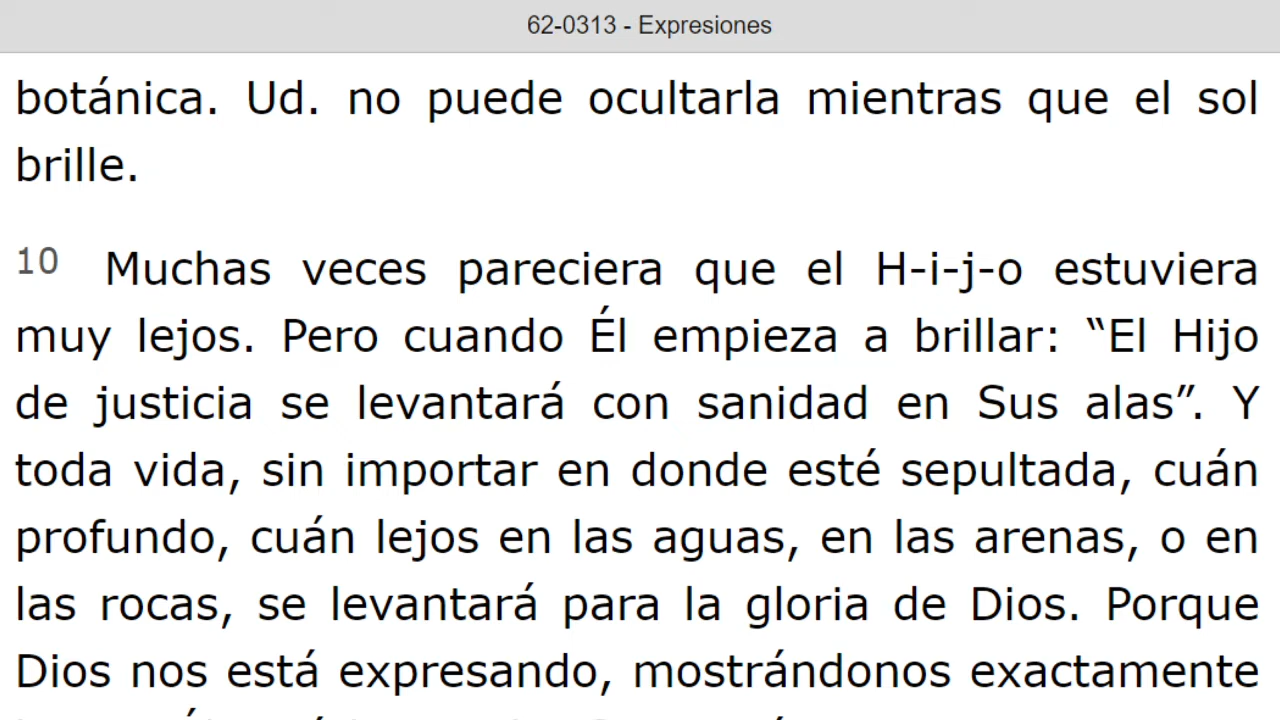 62-0313 - Expresiones
botánica. Ud. no puede ocultarla mientras que el sol
brille.
10 Muchas veces pareciera que el H-i-j-o estuviera
muy lejos. Pero cuando Él empieza a brillar: “El Hijo
de justicia se levantará con sanidad en Sus alas”. Y
toda vida, sin importar en donde esté sepultada, cuán
profundo, cuán lejos en las aguas, en las arenas, o en
las rocas, se levantará para la gloria de Dios. Porque
Dios nos está expresando, mostrándonos exactamente